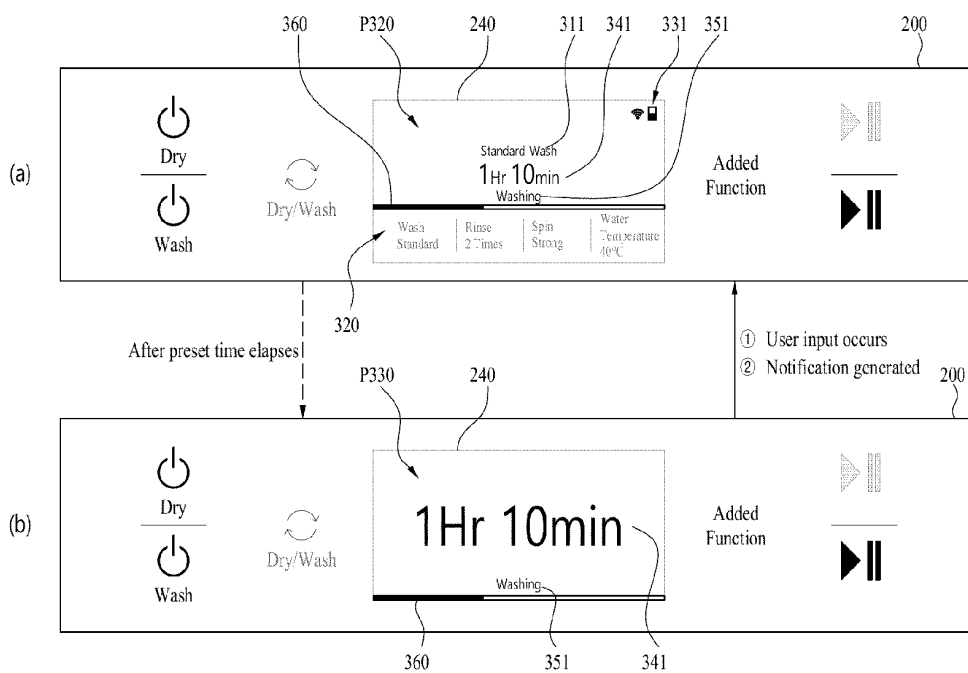 360 P320 240 311 341 331 351 200
(a)
Dry
Wash
Dry/Wash
Standard Wash
1Hr 10min
Washing
Wash
Standard
Rinse
2 Times
Spin
Strong
Water
Temperature
40°C
Added
Function
320
After preset time elapses
① User input occurs
② Notification generated
P330 240 200
(b)
Dry
Wash
Dry/Wash
1Hr 10min
Washing
Added
Function
360 351 341